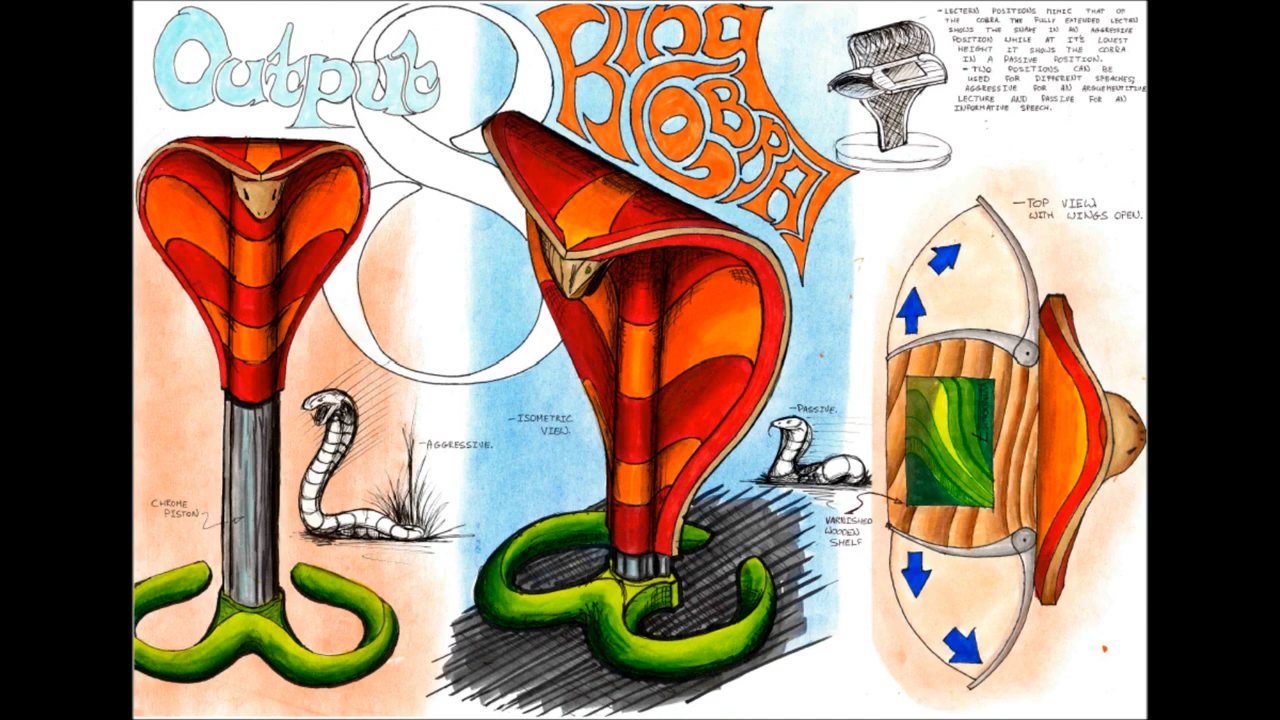 Output
8
King
Cobra
- LECTERN POSITIONS MIMIC THAT OF
THE COBRA THE FULLY EXTENDED LECTERN
SHOWS THE SNAKE IN AN AGGRESSIVE
POSITION WHILE AT IT'S LOWEST
HEIGHT IT SHOWS THE COBRA
IN A PASSIVE POSITION.
- TWO POSITIONS CAN BE
USED FOR DIFFERENT SPEACHES
AGGRESSIVE FOR AN ARGUEMENTITIVE
LECTURE AND PASSIVE FOR AN
INFORMATIVE SPEECH.
- TOP VIEW
WITH WINGS OPEN.
- ISOMETRIC
VIEW.
- PASSIVE.
- AGGRESSIVE.
CHROME
PISTON
VARNISHED
WOODEN
SHELF